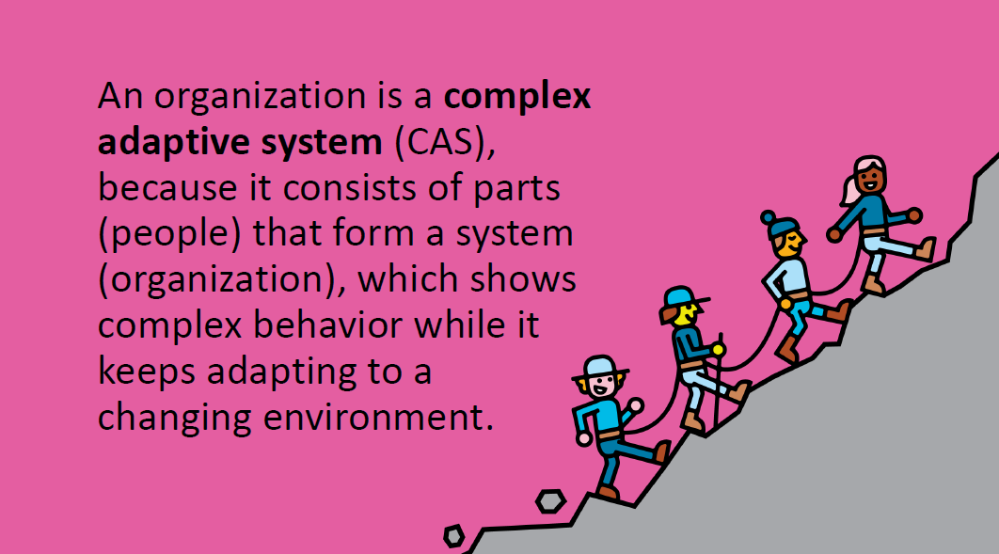 An organization is a complex
adaptive system (CAS),
because it consists of parts
(people) that form a system
(organization), which shows
complex behavior while it
keeps adapting to a
changing environment.